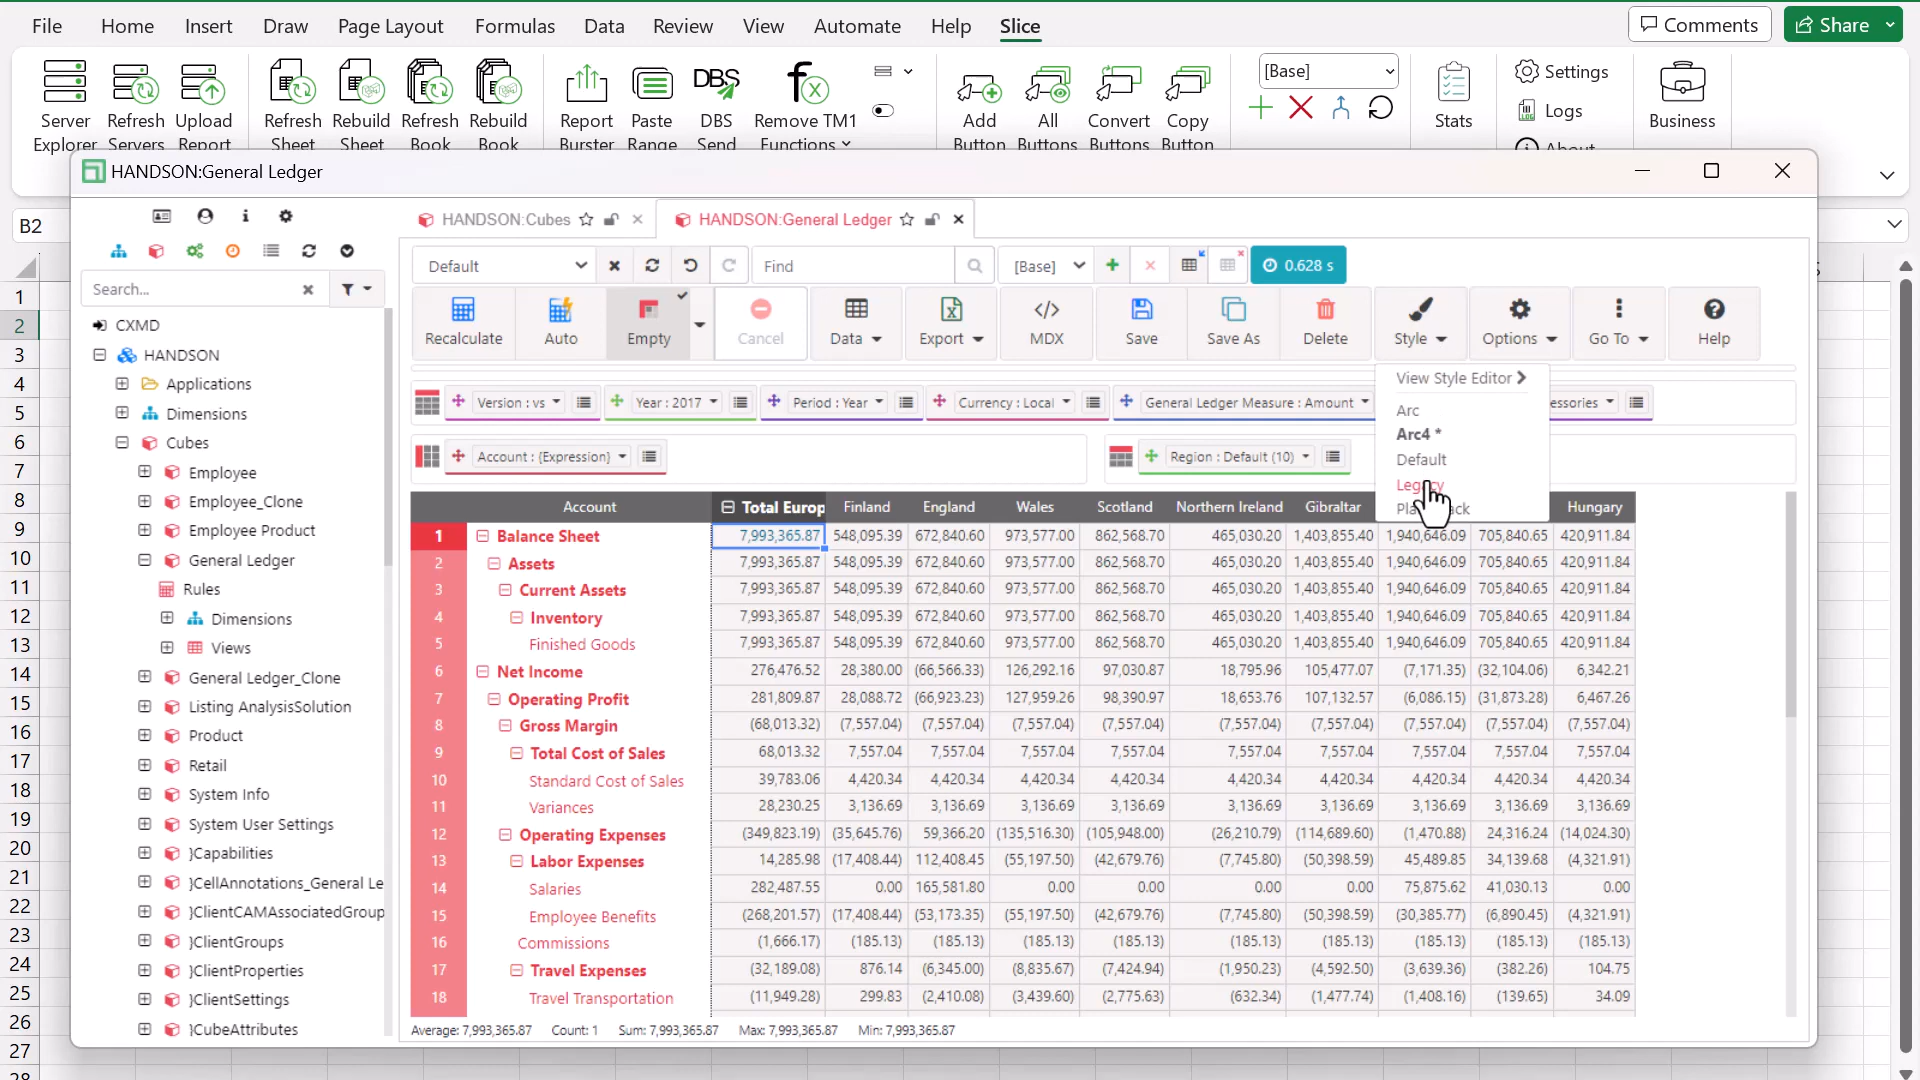 File Home Insert Draw Page Layout Formulas Data Review View Automate Help Slice Comments Share
Server Explorer Refresh Servers Upload Report Refresh Sheet Rebuild Sheet Refresh Book Rebuild Book Report Burster Paste Range DBS Send Remove TM1 Functions Add Button All Buttons Convert Buttons Copy Button [Base] Stats Settings Logs About Business
HANDSON:General Ledger
B2
HANDSON:Cubes HANDSON:General Ledger
Default Find [Base] 0.628 s
Search...
Recalculate Auto Empty Cancel Data Export MDX Save Save As Delete Style Options Go To Help
View Style Editor
Arc
Arc4 *
Default
Legacy
Version : vs Year : 2017 Period : Year Currency : Local General Ledger Measure : Amount essories
Account : {Expression} Region : Default (10)
CXMD
HANDSON
Applications
Dimensions
Cubes
Employee
Employee_Clone
Employee Product
General Ledger
Rules
Dimensions
Views
General Ledger_Clone
Listing AnalysisSolution
Product
Retail
System Info
System User Settings
}Capabilities
}CellAnnotations_General Le
}ClientCAMAssociatedGroup
}ClientGroups
}ClientProperties
}ClientSettings
}CubeAttributes
Account Total Europ Finland England Wales Scotland Northern Ireland Gibraltar Hungary
1 Balance Sheet 7,993,365.87 548,095.39 672,840.60 973,577.00 862,568.70 465,030.20 1,403,855.40 1,940,646.09 705,840.65 420,911.84
2 Assets 7,993,365.87 548,095.39 672,840.60 973,577.00 862,568.70 465,030.20 1,403,855.40 1,940,646.09 705,840.65 420,911.84
3 Current Assets 7,993,365.87 548,095.39 672,840.60 973,577.00 862,568.70 465,030.20 1,403,855.40 1,940,646.09 705,840.65 420,911.84
4 Inventory 7,993,365.87 548,095.39 672,840.60 973,577.00 862,568.70 465,030.20 1,403,855.40 1,940,646.09 705,840.65 420,911.84
5 Finished Goods 7,993,365.87 548,095.39 672,840.60 973,577.00 862,568.70 465,030.20 1,403,855.40 1,940,646.09 705,840.65 420,911.84
6 Net Income 276,476.52 28,380.00 (66,566.33) 126,292.16 97,030.87 18,795.96 105,477.07 (7,171.35) (32,104.06) 6,342.21
7 Operating Profit 281,809.87 28,088.72 (66,923.23) 127,959.26 98,390.97 18,653.76 107,132.57 (6,086.15) (31,873.28) 6,467.26
8 Gross Margin (68,013.32) (7,557.04) (7,557.04) (7,557.04) (7,557.04) (7,557.04) (7,557.04) (7,557.04) (7,557.04) (7,557.04)
9 Total Cost of Sales 68,013.32 7,557.04 7,557.04 7,557.04 7,557.04 7,557.04 7,557.04 7,557.04 7,557.04 7,557.04
10 Standard Cost of Sales 39,783.06 4,420.34 4,420.34 4,420.34 4,420.34 4,420.34 4,420.34 4,420.34 4,420.34 4,420.34
11 Variances 28,230.25 3,136.69 3,136.69 3,136.69 3,136.69 3,136.69 3,136.69 3,136.69 3,136.69 3,136.69
12 Operating Expenses (349,823.19) (35,645.76) 59,366.20 (135,516.30) (105,948.00) (26,210.79) (114,689.60) (1,470.88) 24,316.24 (14,024.30)
13 Labor Expenses 14,285.98 (17,408.44) 112,408.45 (55,197.50) (42,679.76) (7,745.80) (50,398.59) 45,489.85 34,139.68 (4,321.91)
14 Salaries 282,487.55 0.00 165,581.80 0.00 0.00 0.00 0.00 75,875.62 41,030.13 0.00
15 Employee Benefits (268,201.57) (17,408.44) (53,173.35) (55,197.50) (42,679.76) (7,745.80) (50,398.59) (30,385.77) (6,890.45) (4,321.91)
16 Commissions (1,666.17) (185.13) (185.13) (185.13) (185.13) (185.13) (185.13) (185.13) (185.13) (185.13)
17 Travel Expenses (32,189.08) 876.14 (6,345.00) (8,835.67) (7,424.94) (1,950.23) (4,592.50) (3,639.36) (382.26) 104.75
18 Travel Transportation (11,949.28) 299.83 (2,410.08) (3,439.60) (2,775.63) (632.34) (1,477.74) (1,408.16) (139.65) 34.09
Average: 7,993,365.87 Count: 1 Sum: 7,993,365.87 Max: 7,993,365.87 Min: 7,993,365.87
1
2
3
4
5
6
7
8
9
10
11
12
13
14
15
16
17
18
19
20
21
22
23
24
25
26
27
28